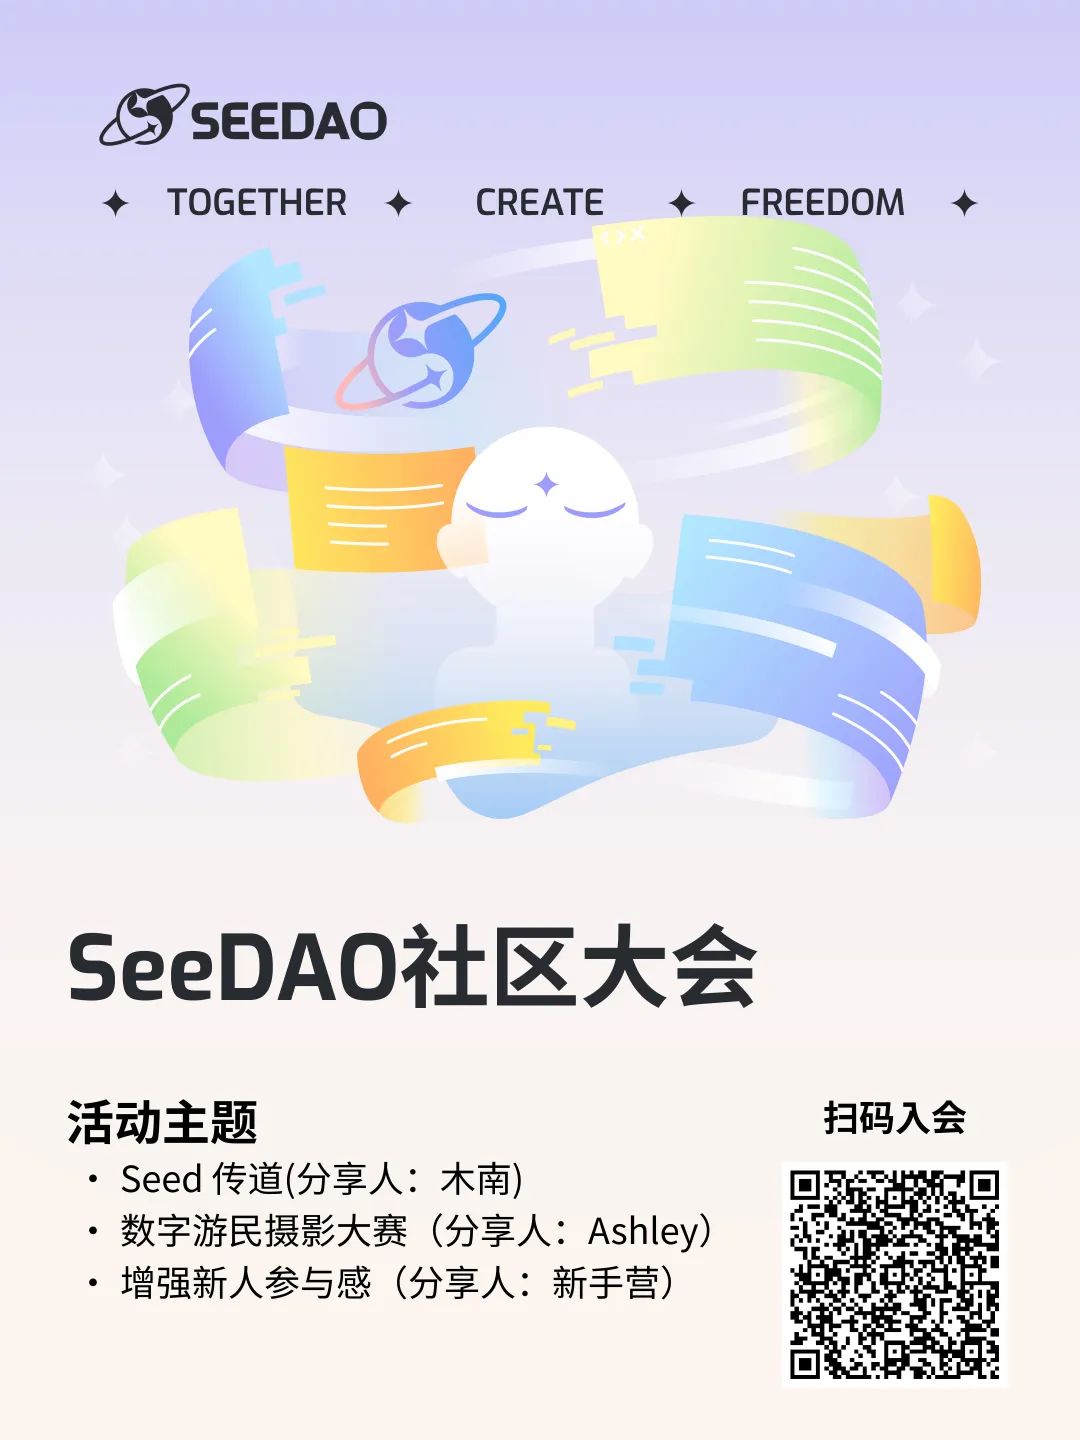 SEEDAO
TOGETHER CREATE FREEDOM
SeeDAO社区大会
活动主题
• Seed 传道(分享人：木南)
• 数字游民摄影大赛（分享人：Ashley）
• 增强新人参与感（分享人：新手营）
扫码入会